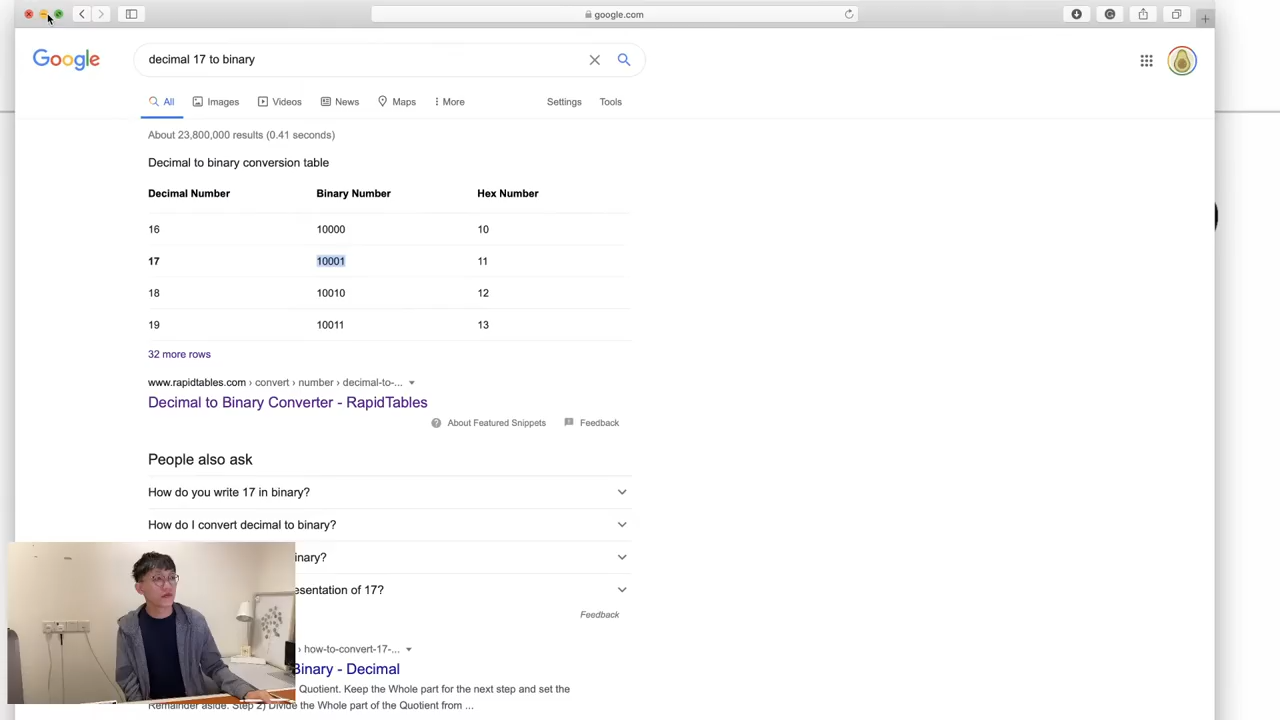 google.com
Google
decimal 17 to binary
All Images Videos News Maps More Settings Tools
About 23,800,000 results (0.41 seconds)
Decimal to binary conversion table
Decimal Number Binary Number Hex Number
16 10000 10
17 10001 11
18 10010 12
19 10011 13
32 more rows
www.rapidtables.com › convert › number › decimal-to-...
Decimal to Binary Converter - RapidTables
About Featured Snippets Feedback
People also ask
How do you write 17 in binary?
How do I convert decimal to binary?
inary?
esentation of 17?
Feedback
› how-to-convert-17-...
Binary - Decimal
Quotient. Keep the Whole part for the next step and set the
Remainder aside. Step 2) Divide the Whole part of the Quotient from ...